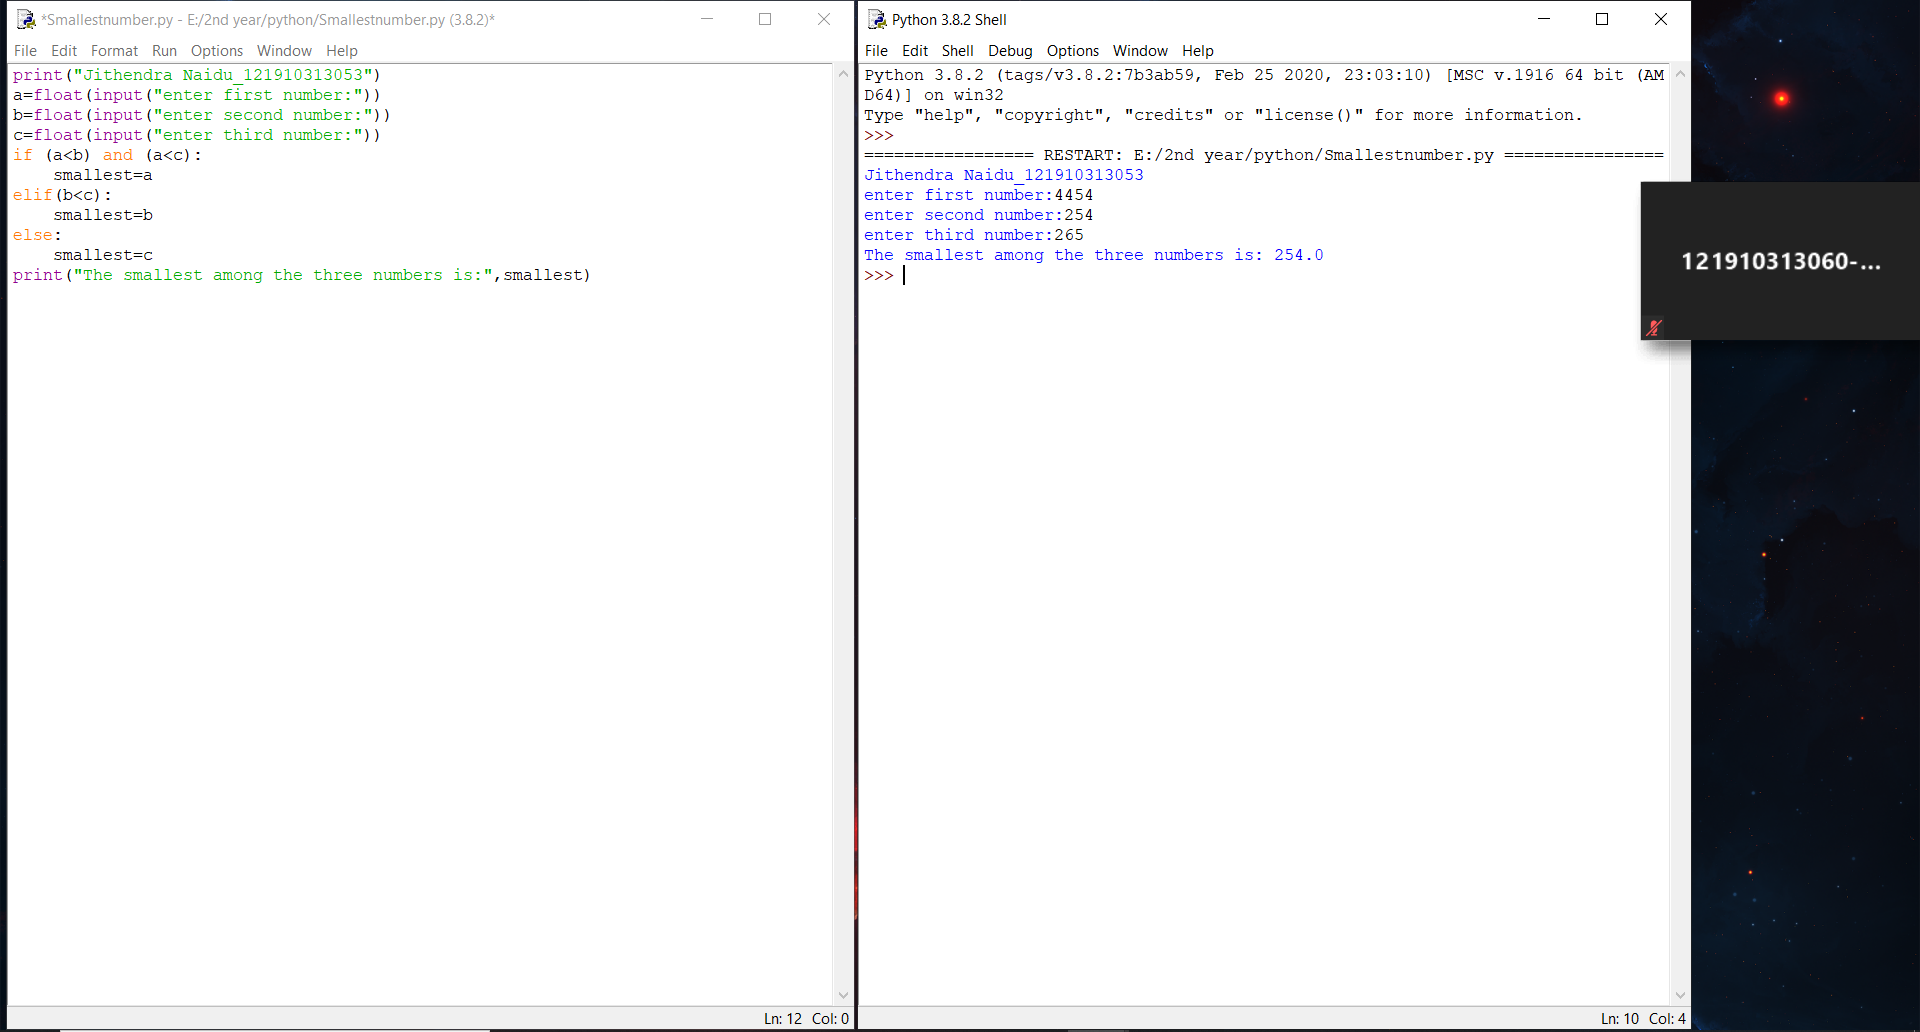 *Smallestnumber.py - E:/2nd year/python/Smallestnumber.py (3.8.2)*
File Edit Format Run Options Window Help
print("Jithendra Naidu_121910313053")
a=float(input("enter first number:"))
b=float(input("enter second number:"))
c=float(input("enter third number:"))
if (a<b) and (a<c):
    smallest=a
elif(b<c):
    smallest=b
else:
    smallest=c
print("The smallest among the three numbers is:",smallest)
Ln: 12 Col: 0
Python 3.8.2 Shell
File Edit Shell Debug Options Window Help
Python 3.8.2 (tags/v3.8.2:7b3ab59, Feb 25 2020, 23:03:10) [MSC v.1916 64 bit (AM
D64)] on win32
Type "help", "copyright", "credits" or "license()" for more information.
>>>
================= RESTART: E:/2nd year/python/Smallestnumber.py ================
Jithendra Naidu_121910313053
enter first number:4454
enter second number:254
enter third number:265
The smallest among the three numbers is: 254.0
>>>
Ln: 10 Col: 4
121910313060-...